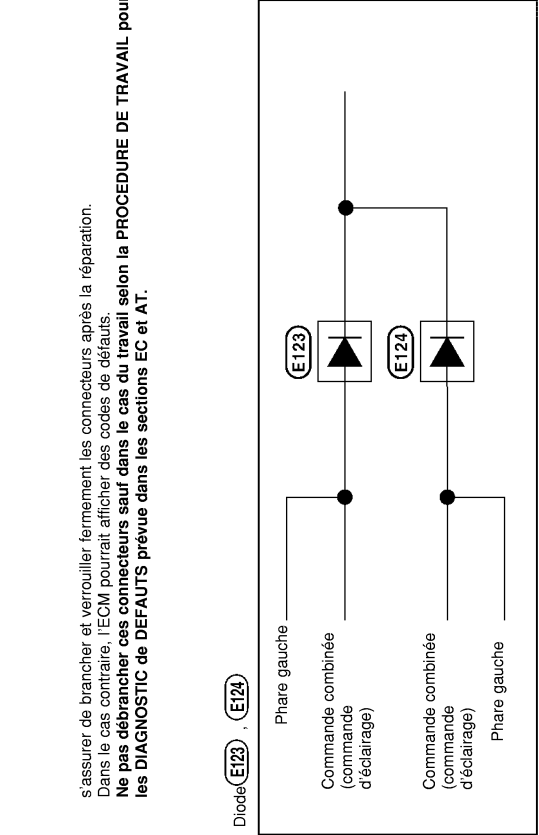 s'assurer de brancher et verrouiller fermement les connecteurs après la réparation.
Dans le cas contraire, l'ECM pourrait afficher des codes de défauts.
Ne pas débrancher ces connecteurs sauf dans le cas du travail selon la PROCEDURE DE TRAVAIL pour
les DIAGNOSTIC de DEFAUTS prévue dans les sections EC et AT.
Diode E123 , E124
E123
E124
Phare gauche
Commande combinée
(commande
d'éclairage)
Commande combinée
(commande
d'éclairage)
Phare gauche